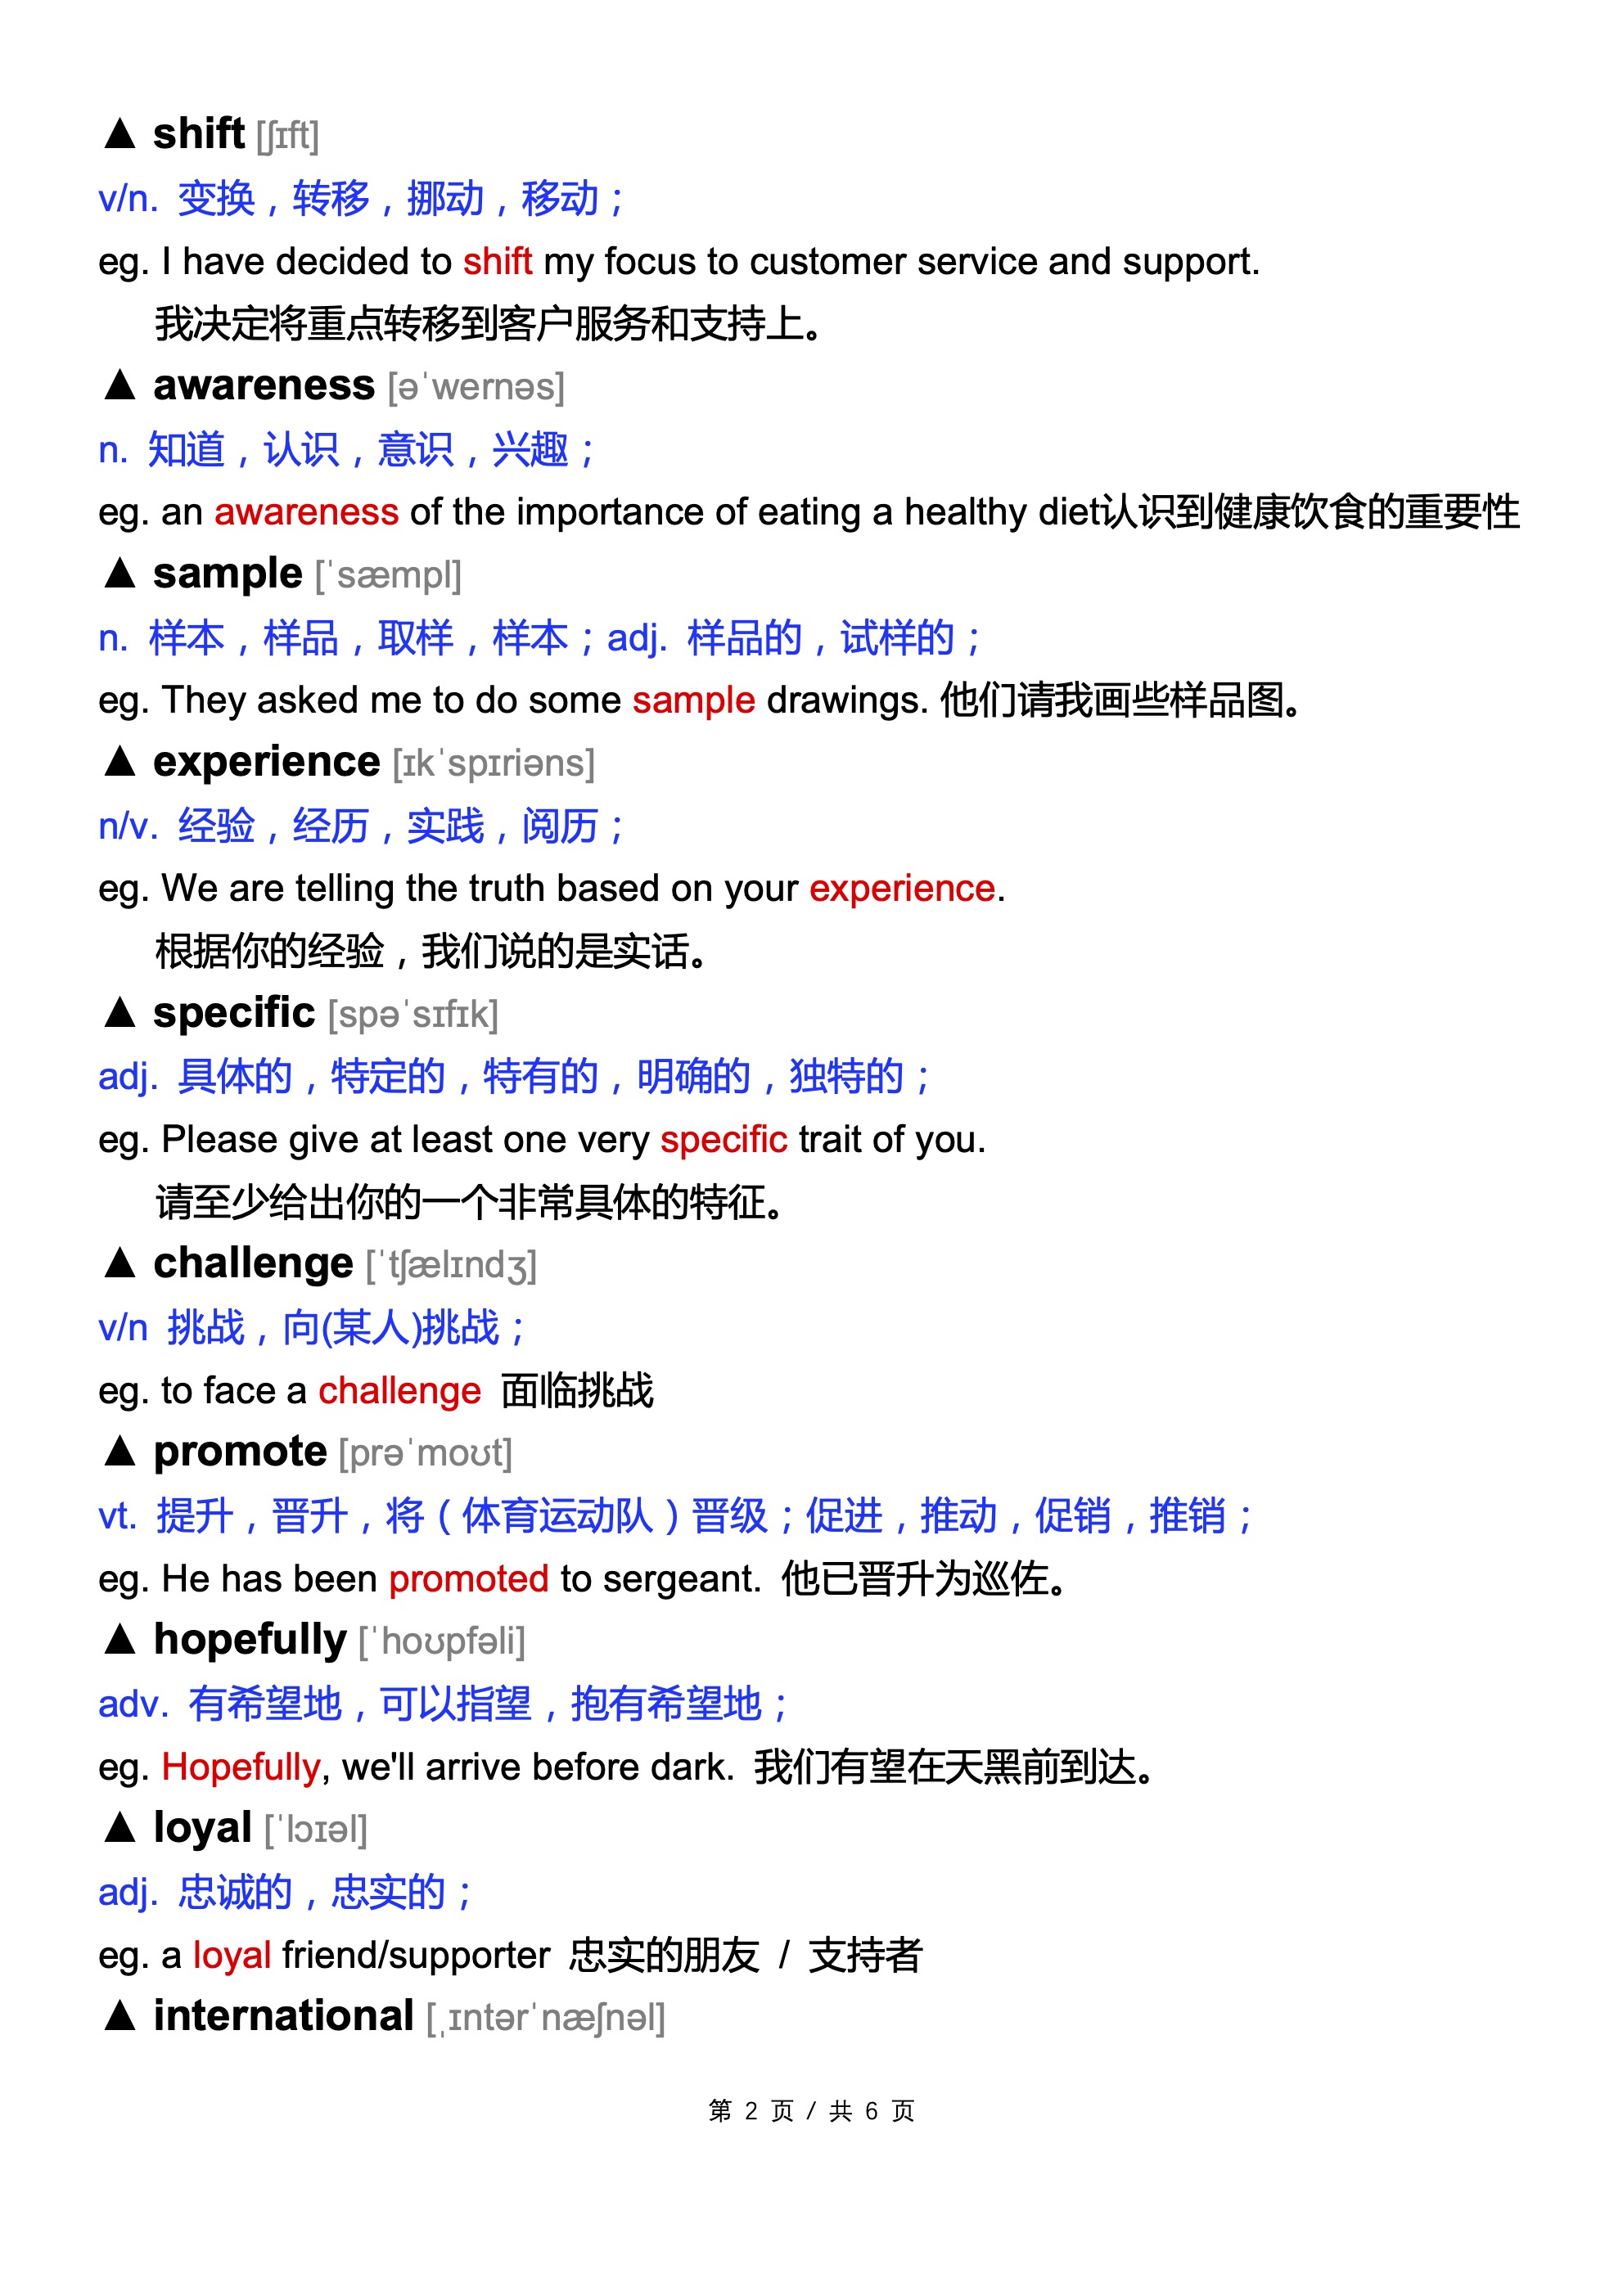 ▲ shift [ʃɪft]
v/n. 变换，转移，挪动，移动；
eg. I have decided to shift my focus to customer service and support.
我决定将重点转移到客户服务和支持上。
▲ awareness [əˈwernəs]
n. 知道，认识，意识，兴趣；
eg. an awareness of the importance of eating a healthy diet认识到健康饮食的重要性
▲ sample [ˈsæmpl]
n. 样本，样品，取样，样本；adj. 样品的，试样的；
eg. They asked me to do some sample drawings. 他们请我画些样品图。
▲ experience [ɪkˈspɪriəns]
n/v. 经验，经历，实践，阅历；
eg. We are telling the truth based on your experience.
根据你的经验，我们说的是实话。
▲ specific [spəˈsɪfɪk]
adj. 具体的，特定的，特有的，明确的，独特的；
eg. Please give at least one very specific trait of you.
请至少给出你的一个非常具体的特征。
▲ challenge [ˈtʃælɪndʒ]
v/n 挑战，向(某人)挑战；
eg. to face a challenge 面临挑战
▲ promote [prəˈmoʊt]
vt. 提升，晋升，将（体育运动队）晋级；促进，推动，促销，推销；
eg. He has been promoted to sergeant. 他已晋升为巡佐。
▲ hopefully [ˈhoʊpfəli]
adv. 有希望地，可以指望，抱有希望地；
eg. Hopefully, we'll arrive before dark. 我们有望在天黑前到达。
▲ loyal [ˈlɔɪəl]
adj. 忠诚的，忠实的；
eg. a loyal friend/supporter 忠实的朋友 / 支持者
▲ international [ˌɪntərˈnæʃnəl]
第 2 页 / 共 6 页